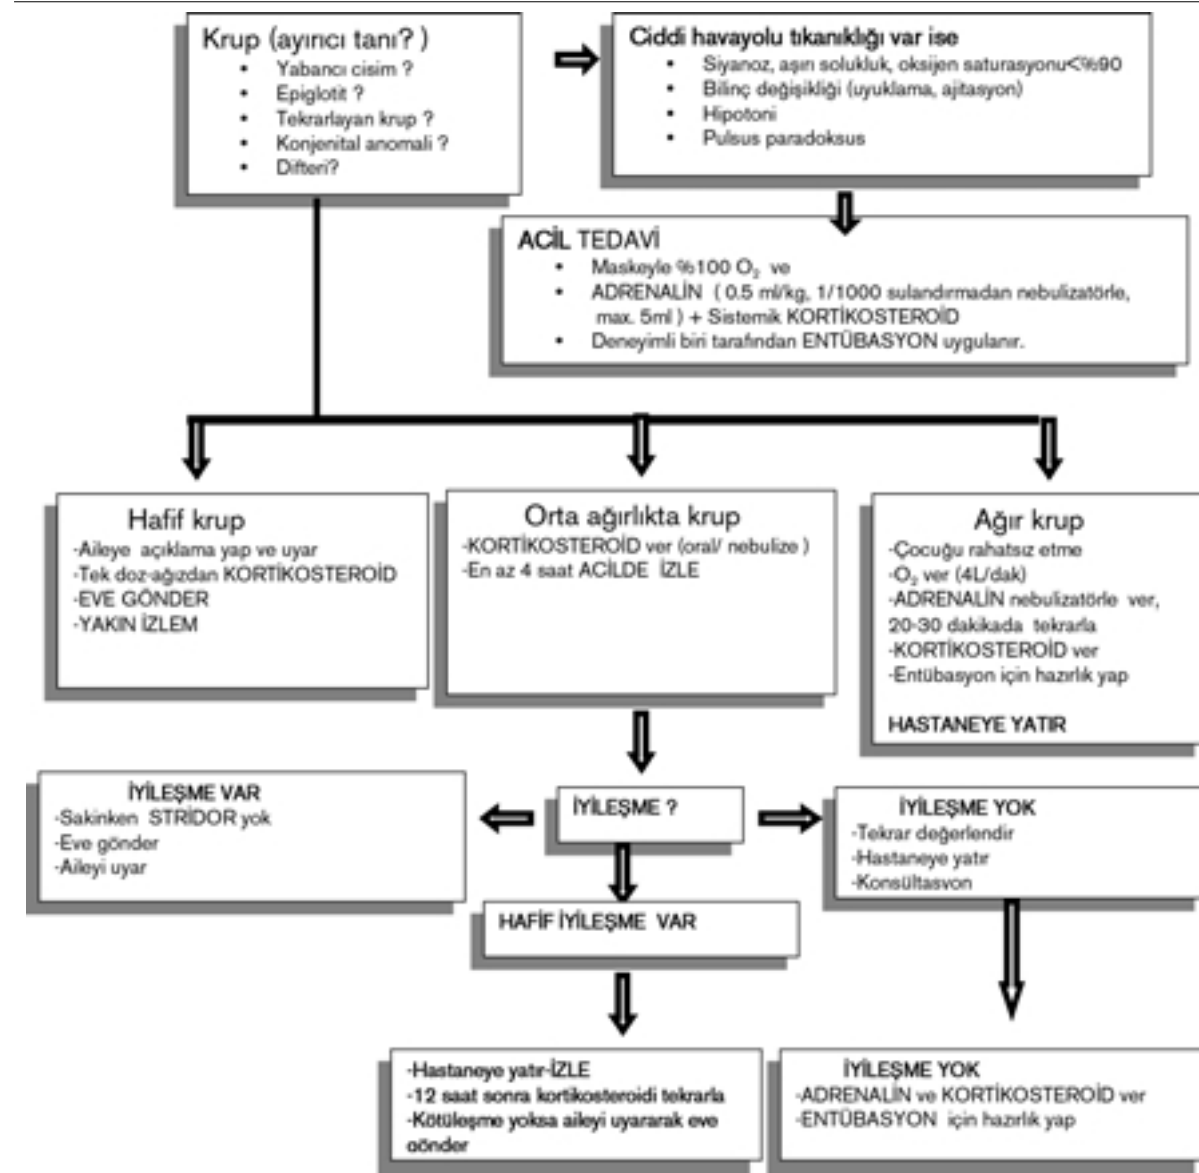 Krup (ayırıcı tanı? )
• Yabancı cisim ?
• Epiglotit ?
• Tekrarlayan krup ?
• Konjenital anomali ?
• Difteri?
Ciddi havayolu tıkanıklığı var ise
• Siyanoz, aşırı solukluk, oksijen saturasyonu<%90
• Bilinç değişikliği (uyuklama, ajitasyon)
• Hipotoni
• Pulsus paradoksus
ACİL TEDAVİ
• Maskeyle %100 O₂ ve
• ADRENALİN ( 0.5 ml/kg, 1/1000 sulandırmadan nebulizatörle,
max. 5ml ) + Sistemik KORTİKOSTEROİD
• Deneyimli biri tarafından ENTÜBASYON uygulanır.
Hafif krup
-Aileye açıklama yap ve uyar
-Tek doz-ağızdan KORTİKOSTEROİD
-EVE GÖNDER
-YAKIN İZLEM
Orta ağırlıkta krup
-KORTİKOSTEROİD ver (oral/ nebulize )
-En az 4 saat ACİLDE İZLE
Ağır krup
-Çocuğu rahatsız etme
-O₂ ver (4L/dak)
-ADRENALİN nebulizatörle ver,
20-30 dakikada tekrarla
-KORTİKOSTEROİD ver
-Entübasyon için hazırlık yap
HASTANEYE YATIR
İYİLEŞME VAR
-Sakinken STRİDOR yok
-Eve gönder
-Aileyi uyar
İYİLEŞME ?
İYİLEŞME YOK
-Tekrar değerlendir
-Hastaneye yatır
-Konsültasvon
HAFİF İYİLEŞME VAR
-Hastaneye yatır-İZLE
-12 saat sonra kortikosteroidi tekrarla
-Kötüleşme yoksa aileyi uyararak eve
gönder
İYİLEŞME YOK
-ADRENALİN ve KORTİKOSTEROİD ver
-ENTÜBASYON için hazırlık yap